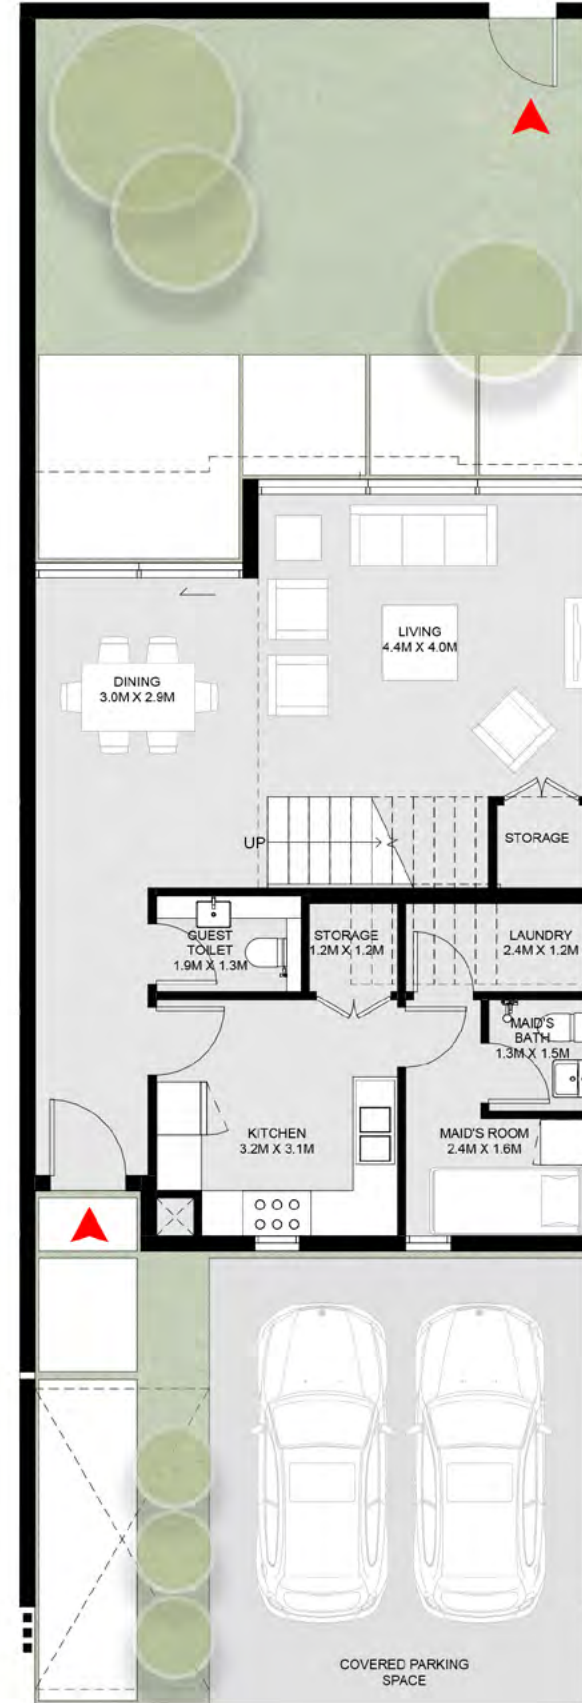 LIVING
4.4M X 4.0M
DINING
3.0M X 2.9M
STORAGE
UP
GUEST
TOILET
1.9M X 1.3M
STORAGE
1.2M X 1.2M
LAUNDRY
2.4M X 1.2M
MAID'S
BATH
1.3M X 1.5M
KITCHEN
3.2M X 3.1M
MAID'S ROOM
2.4M X 1.6M
COVERED PARKING
SPACE